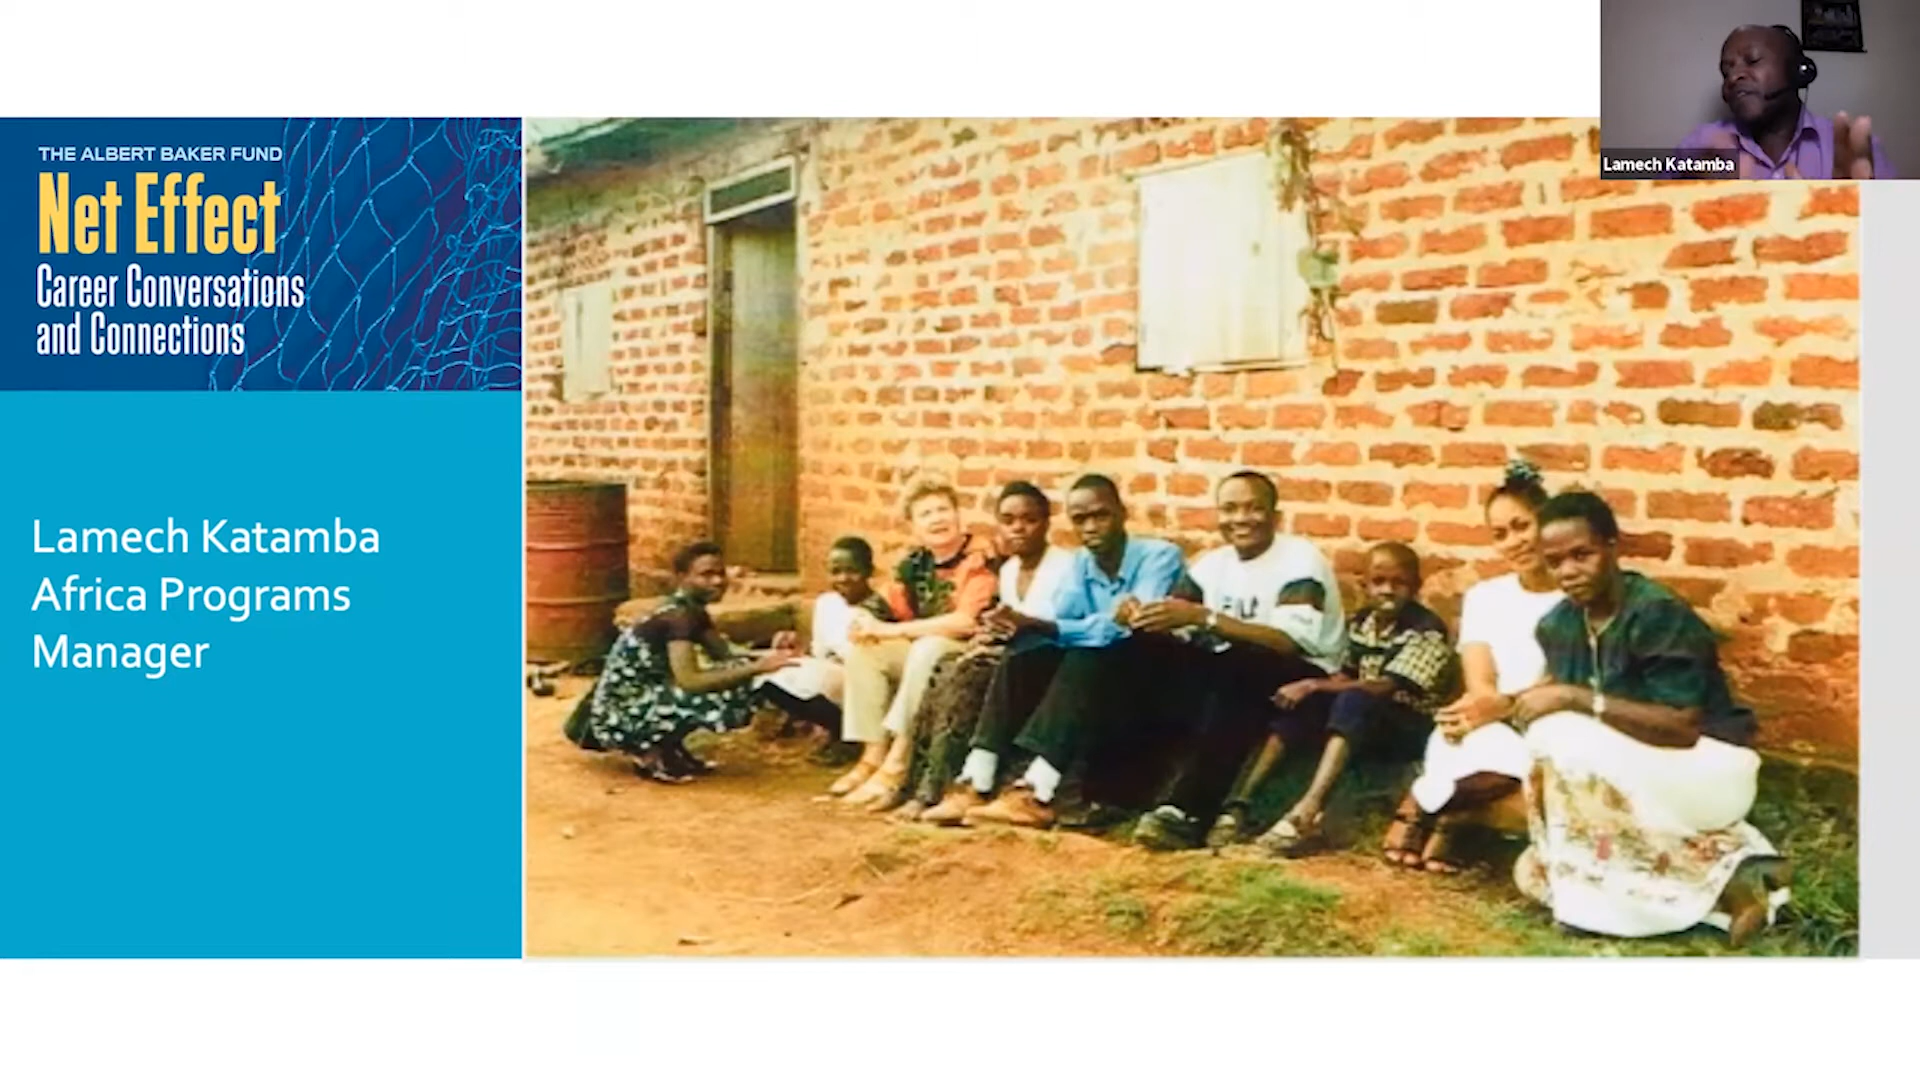 THE ALBERT BAKER FUND
Net Effect
Career Conversations
and Connections
Lamech Katamba
Africa Programs
Manager
Lamech Katamba